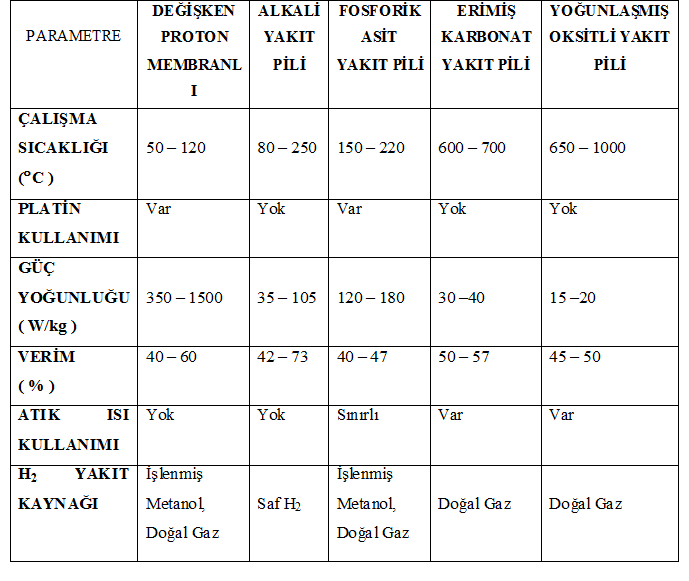 PARAMETRE
DEĞİŞKEN
PROTON
MEMBRANL
I
ALKALİ
YAKIT
PİLİ
FOSFORİK
ASİT
YAKIT PİLİ
ERİMİŞ
KARBONAT
YAKIT PİLİ
YOĞUNLAŞMIŞ
OKSİTLİ YAKIT
PİLİ
ÇALIŞMA
SICAKLIĞI
(°C )
50 – 120
80 – 250
150 – 220
600 – 700
650 - 1000
PLATİN
KULLANIMI
Var
Yok
Var
Yok
Yok
GÜÇ
YOĞUNLUĞU
( W/kg )
350 – 1500
35 – 105
120 – 180
30 –40
15 –20
VERİM
( % )
40 – 60
42 – 73
40 – 47
50 – 57
45 – 50
ATIK ISI
KULLANIMI
Yok
Yok
Sınırlı
Var
Var
H₂ YAKIT
KAYNAĞI
İşlenmiş
Metanol,
Doğal Gaz
Saf H₂
İşlenmiş
Metanol,
Doğal Gaz
Doğal Gaz
Doğal Gaz